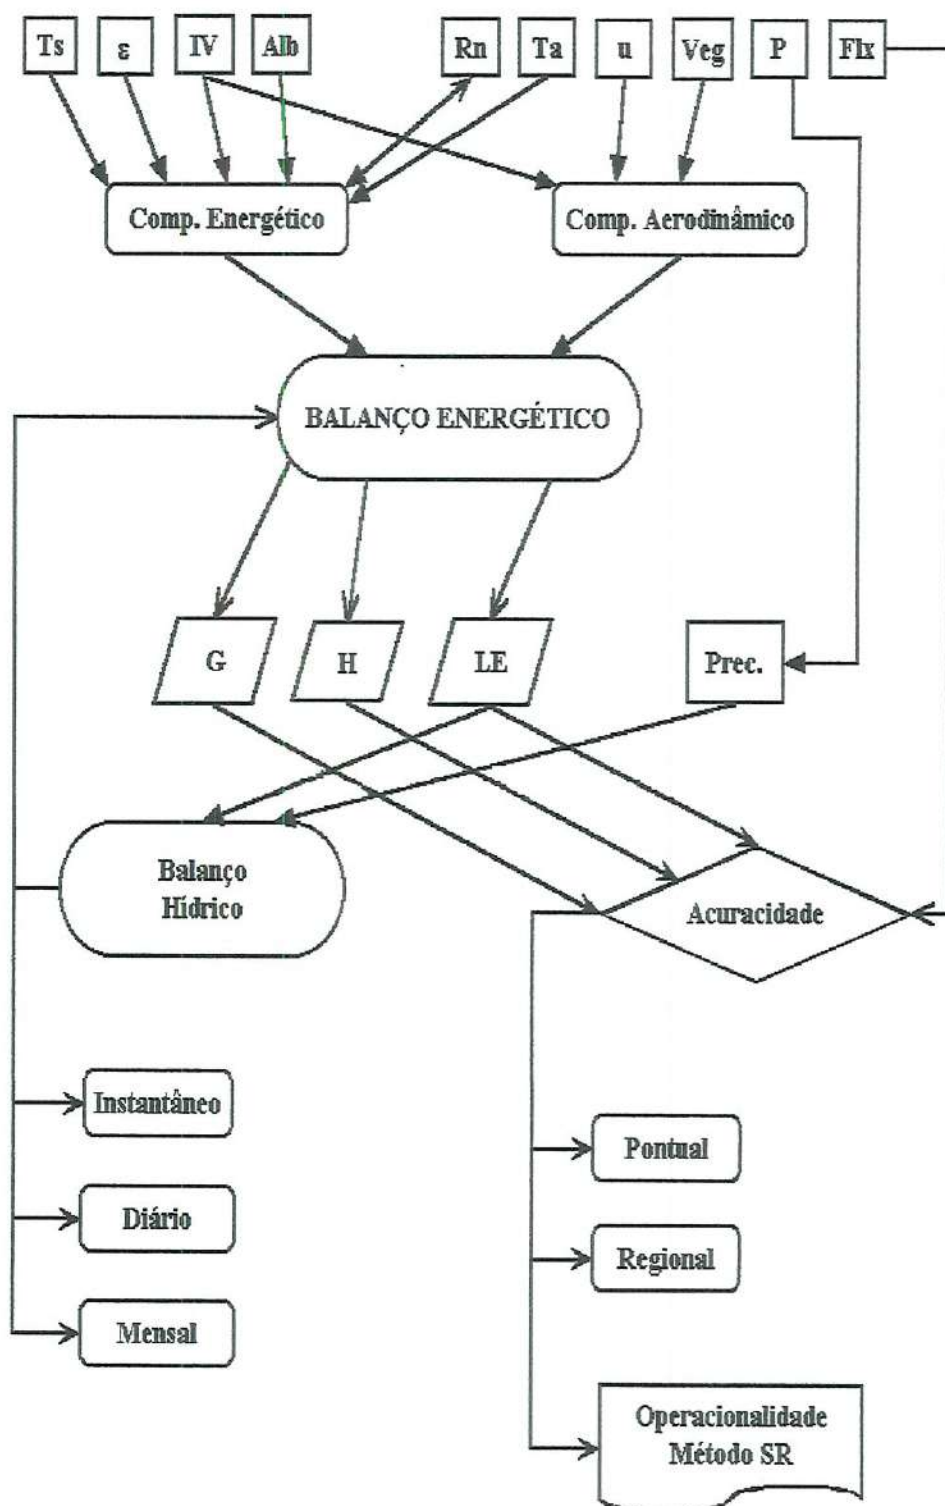 Ts ε IV Alb Rn Ta u Veg P Flx
Comp. Energético Comp. Aerodinâmico
BALANÇO ENERGÉTICO
G H LE Prec.
Balanço
Hídrico
Acuracidade
Instantâneo
Diário
Mensal
Pontual
Regional
Operacionalidade
Método SR